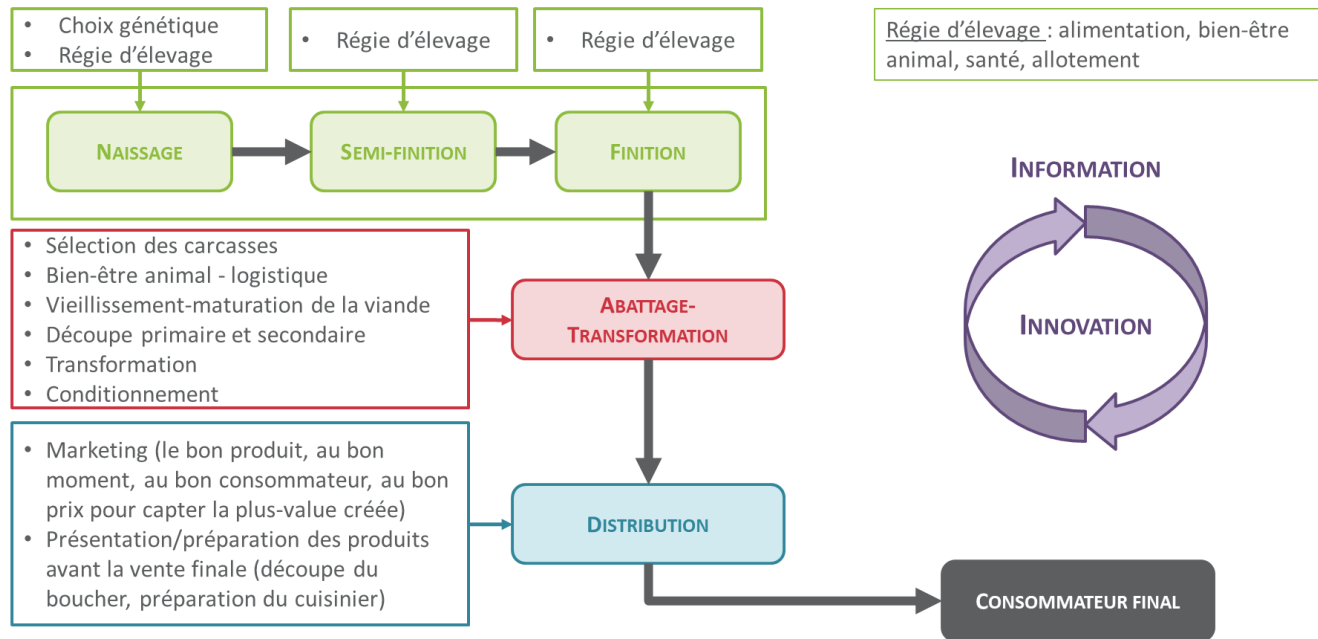 • Choix génétique
• Régie d'élevage
• Régie d'élevage
• Régie d'élevage
Régie d'élevage : alimentation, bien-être
animal, santé, allotement
NAISSAGE
SEMI-FINITION
FINITION
INFORMATION
INNOVATION
• Sélection des carcasses
• Bien-être animal - logistique
• Vieillissement-maturation de la viande
• Découpe primaire et secondaire
• Transformation
• Conditionnement
ABATTAGE-
TRANSFORMATION
• Marketing (le bon produit, au bon
moment, au bon consommateur, au bon
prix pour capter la plus-value créée)
• Présentation/préparation des produits
avant la vente finale (découpe du
boucher, préparation du cuisinier)
DISTRIBUTION
CONSOMMATEUR FINAL